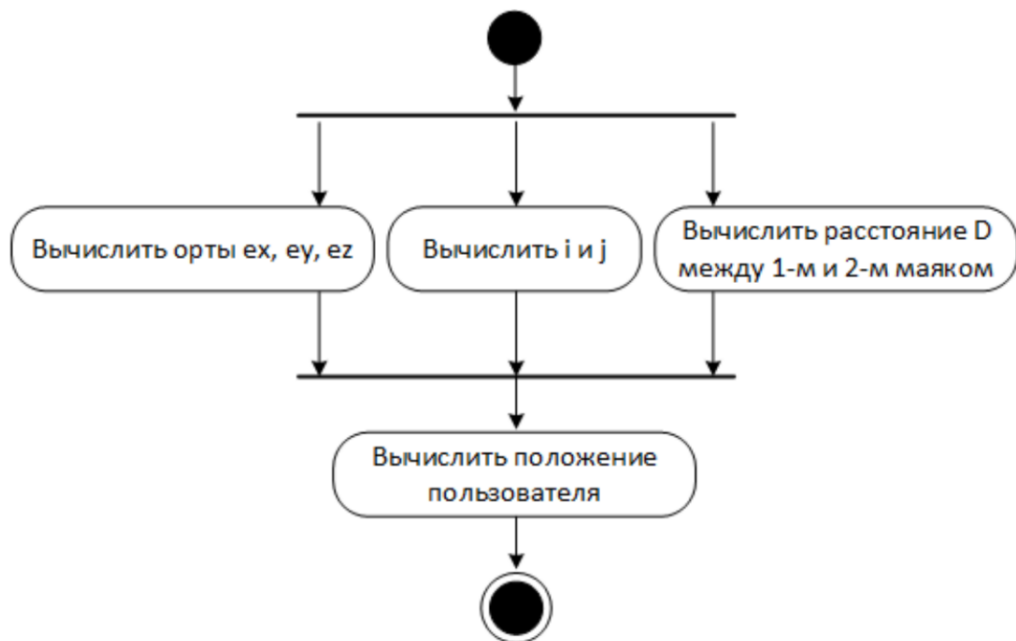 Вычислить орты ex, ey, ez
Вычислить i и j
Вычислить расстояние D
между 1-м и 2-м маяком
Вычислить положение
пользователя